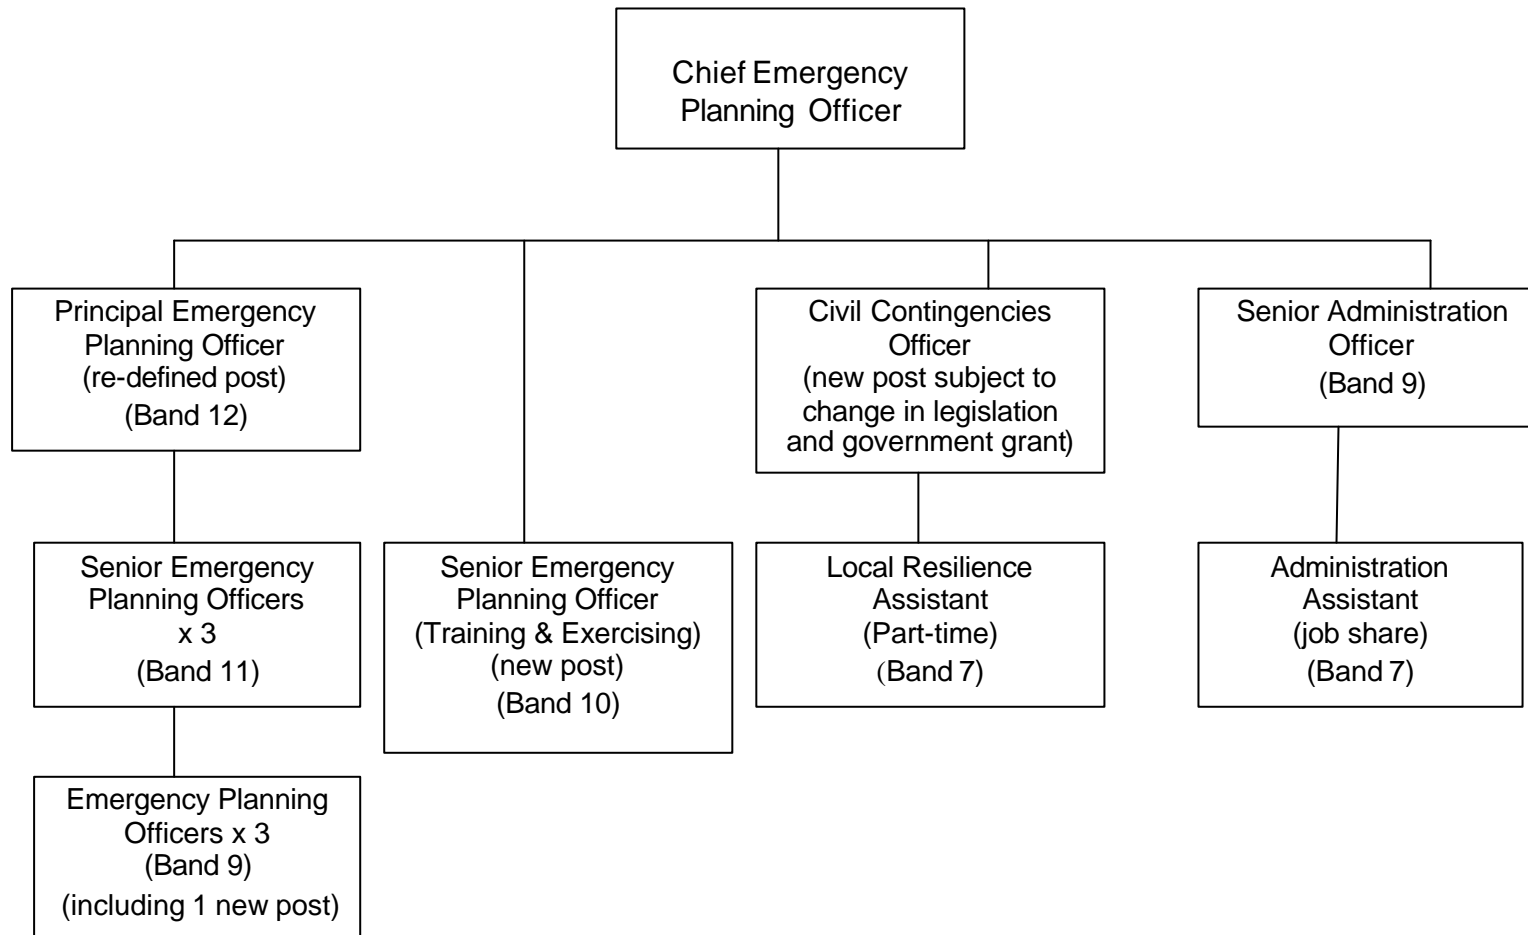 Chief Emergency
Planning Officer
Principal Emergency
Planning Officer
(re-defined post)
(Band 12)
Civil Contingencies
Officer
(new post subject to
change in legislation
and government grant)
Senior Administration
Officer
(Band 9)
Senior Emergency
Planning Officers
x 3
(Band 11)
Senior Emergency
Planning Officer
(Training & Exercising)
(new post)
(Band 10)
Local Resilience
Assistant
(Part-time)
(Band 7)
Administration
Assistant
(job share)
(Band 7)
Emergency Planning
Officers x 3
(Band 9)
(including 1 new post)